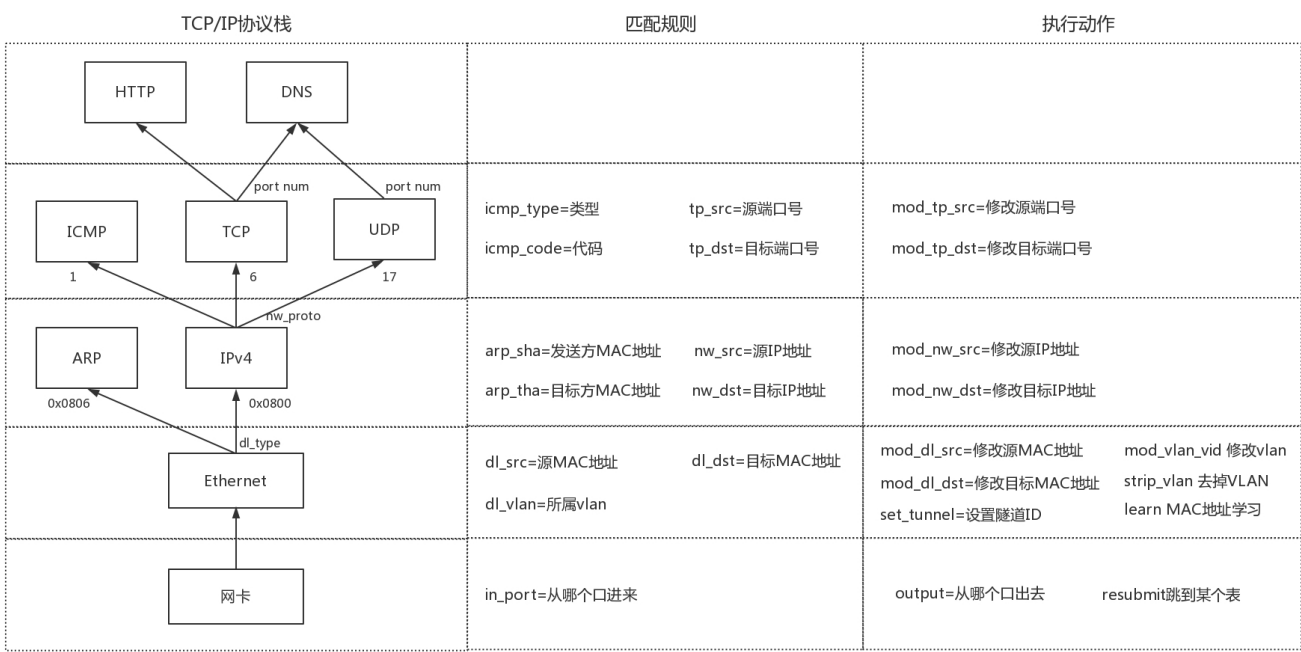 TCP/IP协议栈 匹配规则 执行动作
HTTP DNS
port num port num
ICMP TCP UDP
1 6 17
icmp_type=类型 tp_src=源端口号 mod_tp_src=修改源端口号
icmp_code=代码 tp_dst=目标端口号 mod_tp_dst=修改目标端口号
nw_proto
ARP IPv4
0x0806 0x0800
arp_sha=发送方MAC地址 nw_src=源IP地址 mod_nw_src=修改源IP地址
arp_tha=目标方MAC地址 nw_dst=目标IP地址 mod_nw_dst=修改目标IP地址
dl_type
Ethernet
dl_src=源MAC地址 dl_dst=目标MAC地址
dl_vlan=所属vlan
mod_dl_src=修改源MAC地址 mod_vlan_vid 修改vlan
mod_dl_dst=修改目标MAC地址 strip_vlan 去掉VLAN
set_tunnel=设置隧道ID learn MAC地址学习
网卡 in_port=从哪个口进来 output=从哪个口出去 resubmit跳到某个表